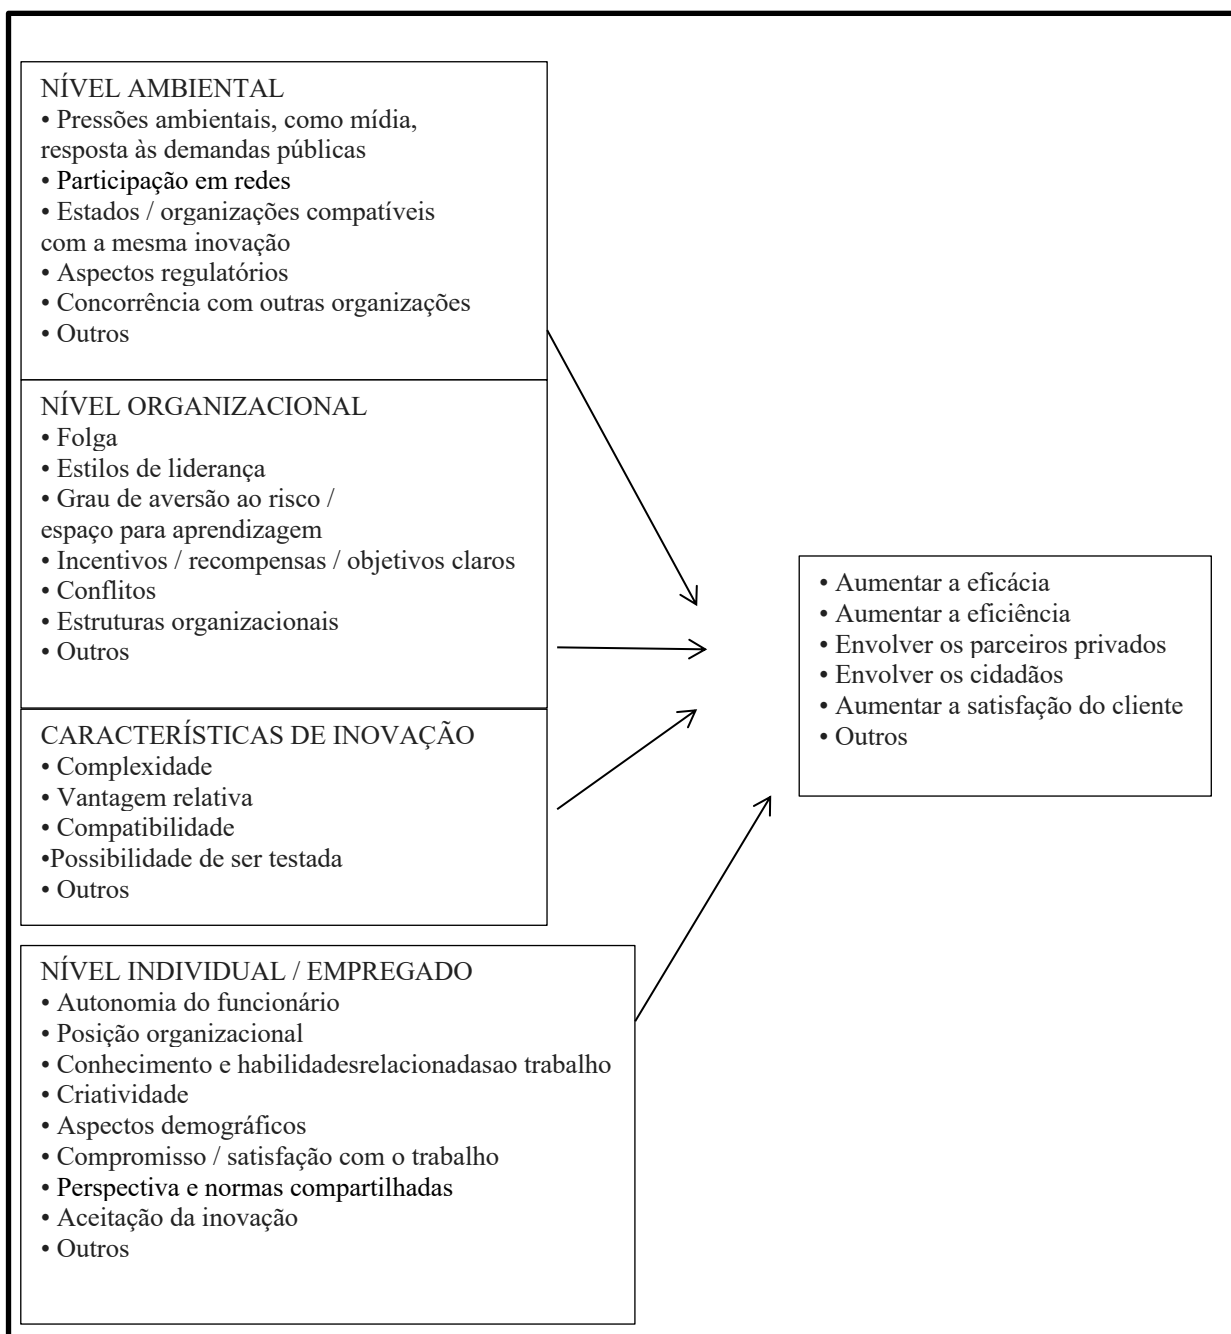 NÍVEL AMBIENTAL
• Pressões ambientais, como mídia,
resposta às demandas públicas
• Participação em redes
• Estados / organizações compatíveis
com a mesma inovação
• Aspectos regulatórios
• Concorrência com outras organizações
• Outros
NÍVEL ORGANIZACIONAL
• Folga
• Estilos de liderança
• Grau de aversão ao risco /
espaço para aprendizagem
• Incentivos / recompensas / objetivos claros
• Conflitos
• Estruturas organizacionais
• Outros
CARACTERÍSTICAS DE INOVAÇÃO
• Complexidade
• Vantagem relativa
• Compatibilidade
•Possibilidade de ser testada
• Outros
NÍVEL INDIVIDUAL / EMPREGADO
• Autonomia do funcionário
• Posição organizacional
• Conhecimento e habilidadesrelacionadasao trabalho
• Criatividade
• Aspectos demográficos
• Compromisso / satisfação com o trabalho
• Perspectiva e normas compartilhadas
• Aceitação da inovação
• Outros
• Aumentar a eficácia
• Aumentar a eficiência
• Envolver os parceiros privados
• Envolver os cidadãos
• Aumentar a satisfação do cliente
• Outros